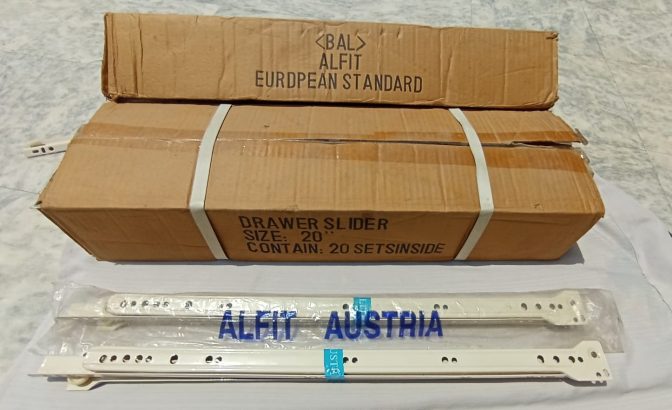 <BAL>
ALFIT
EURDPEAN STANDARD
DRAWER SLIDER
SIZE: 20"
CONTAIN: 20 SETSINSIDE
ALFIT AUSTRIA